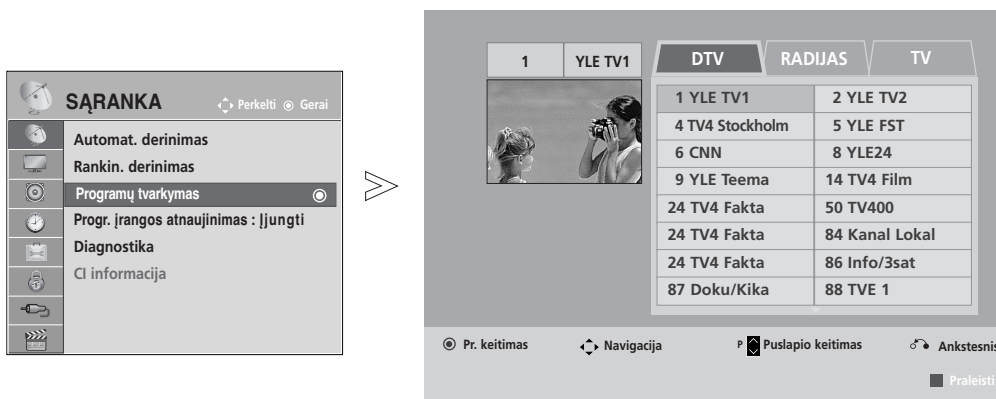 SĄRANKA
Perkelti Gerai
Automat. derinimas
Rankin. derinimas
Programų tvarkymas
Progr. įrangos atnaujinimas : Įjungti
Diagnostika
CI informacija
1 YLE TV1
DTV RADIJAS TV
1 YLE TV1 2 YLE TV2
4 TV4 Stockholm 5 YLE FST
6 CNN 8 YLE24
9 YLE Teema 14 TV4 Film
24 TV4 Fakta 50 TV400
24 TV4 Fakta 84 Kanal Lokal
24 TV4 Fakta 86 Info/3sat
87 Doku/Kika 88 TVE 1
Pr. keitimas Navigacija P Puslapio keitimas Ankstesnis
Praleisti